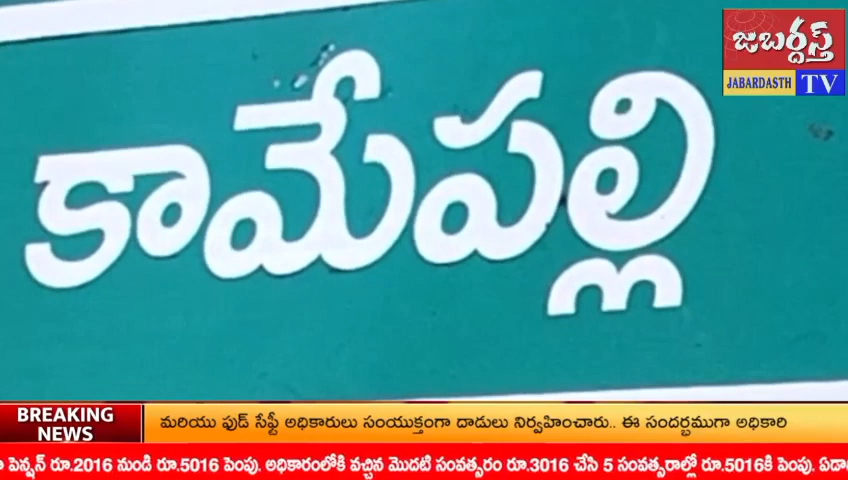 జబర్దస్త్
JABARDASTH TV
కామేపల్లి
BREAKING
NEWS
మరియు ఫుడ్ సేఫ్టీ అధికారులు సంయుక్తంగా దాడులు నిర్వహించారు.. ఈ సందర్భముగా అధికారి
పెన్షన్ రూ.2016 నుండి రూ.5016 పెంపు. అధికారంలోకి వచ్చిన మొదటి సంవత్సరం రూ.3016 చేసి 5 సంవత్సరాల్లో రూ.5016కి పెంపు.